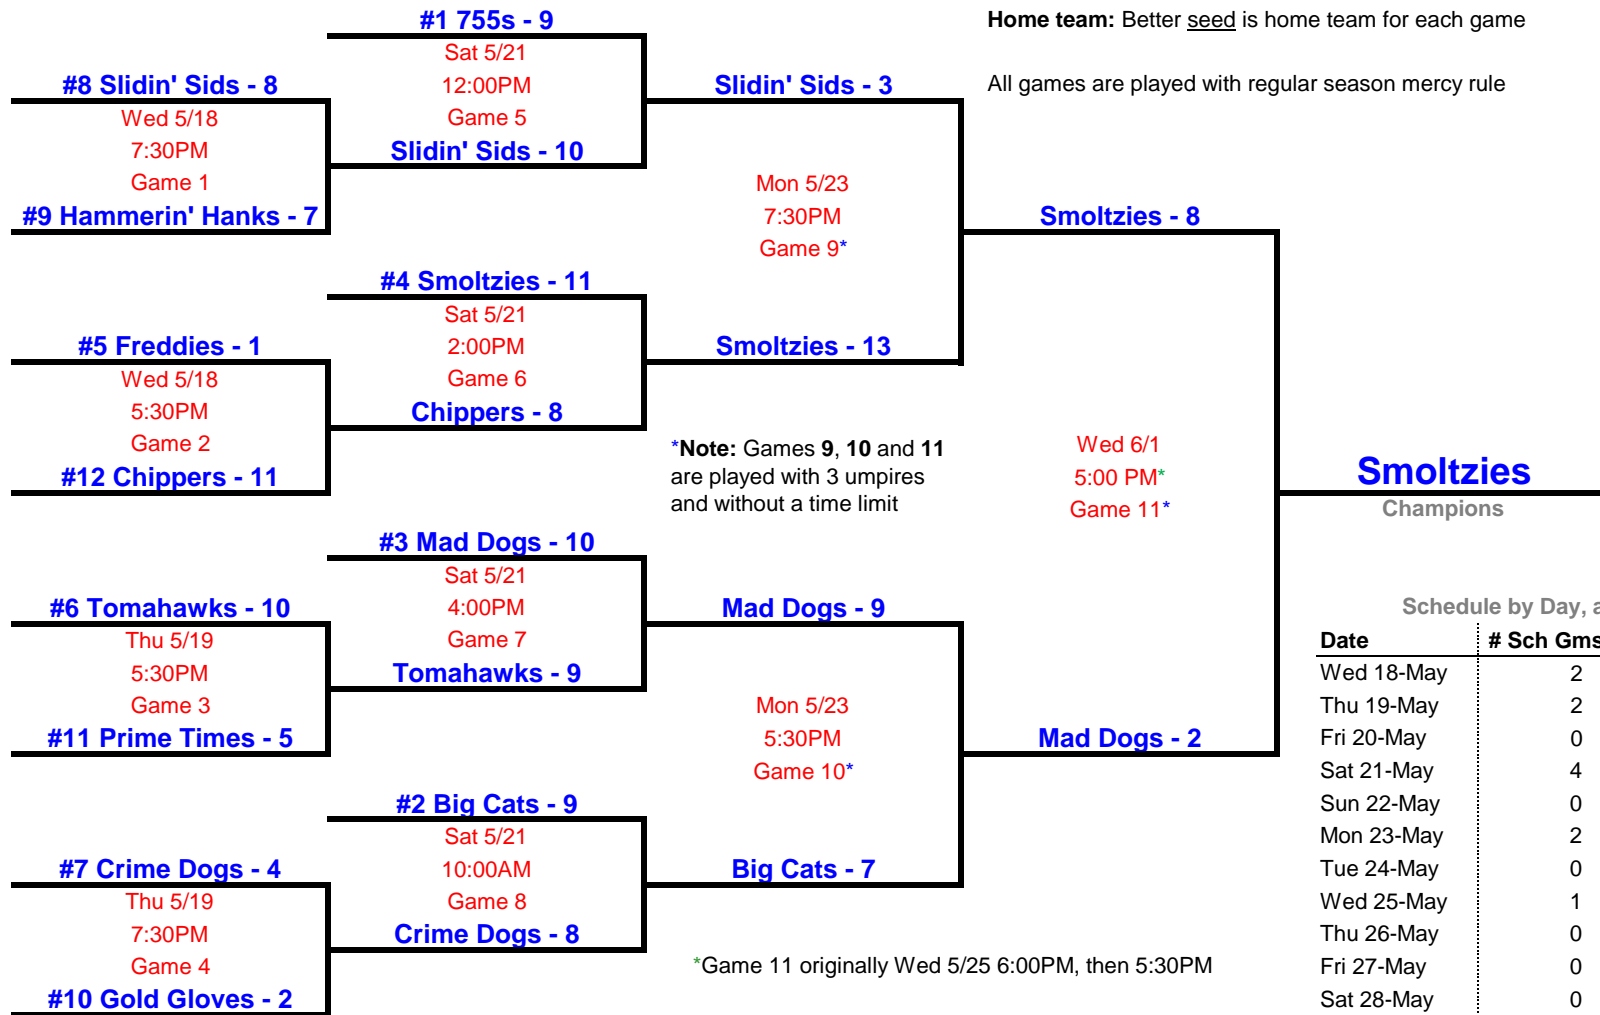 #1 755s - 9
Home team: Better seed is home team for each game
Sat 5/21
#8 Slidin' Sids - 8
12:00PM
Slidin' Sids - 3
All games are played with regular season mercy rule
Wed 5/18
Game 5
7:30PM
Slidin' Sids - 10
Game 1
Mon 5/23
#9 Hammerin' Hanks - 7
7:30PM
Smoltzies - 8
Game 9*
#4 Smoltzies - 11
Sat 5/21
#5 Freddies - 1
2:00PM
Smoltzies - 13
Wed 5/18
Game 6
5:30PM
Chippers - 8
Game 2
*Note: Games 9, 10 and 11
are played with 3 umpires
and without a time limit
Wed 6/1
5:00 PM*
Game 11*
#12 Chippers - 11
Smoltzies
Champions
#3 Mad Dogs - 10
Sat 5/21
#6 Tomahawks - 10
4:00PM
Mad Dogs - 9
Thu 5/19
Game 7
5:30PM
Tomahawks - 9
Game 3
Mon 5/23
#11 Prime Times - 5
5:30PM
Mad Dogs - 2
Game 10*
#2 Big Cats - 9
Sat 5/21
#7 Crime Dogs - 4
10:00AM
Big Cats - 7
Thu 5/19
Game 8
7:30PM
Crime Dogs - 8
Game 4
*Game 11 originally Wed 5/25 6:00PM, then 5:30PM
#10 Gold Gloves - 2
Schedule by Day, a
Date # Sch Gms
Wed 18-May 2
Thu 19-May 2
Fri 20-May 0
Sat 21-May 4
Sun 22-May 0
Mon 23-May 2
Tue 24-May 0
Wed 25-May 1
Thu 26-May 0
Fri 27-May 0
Sat 28-May 0